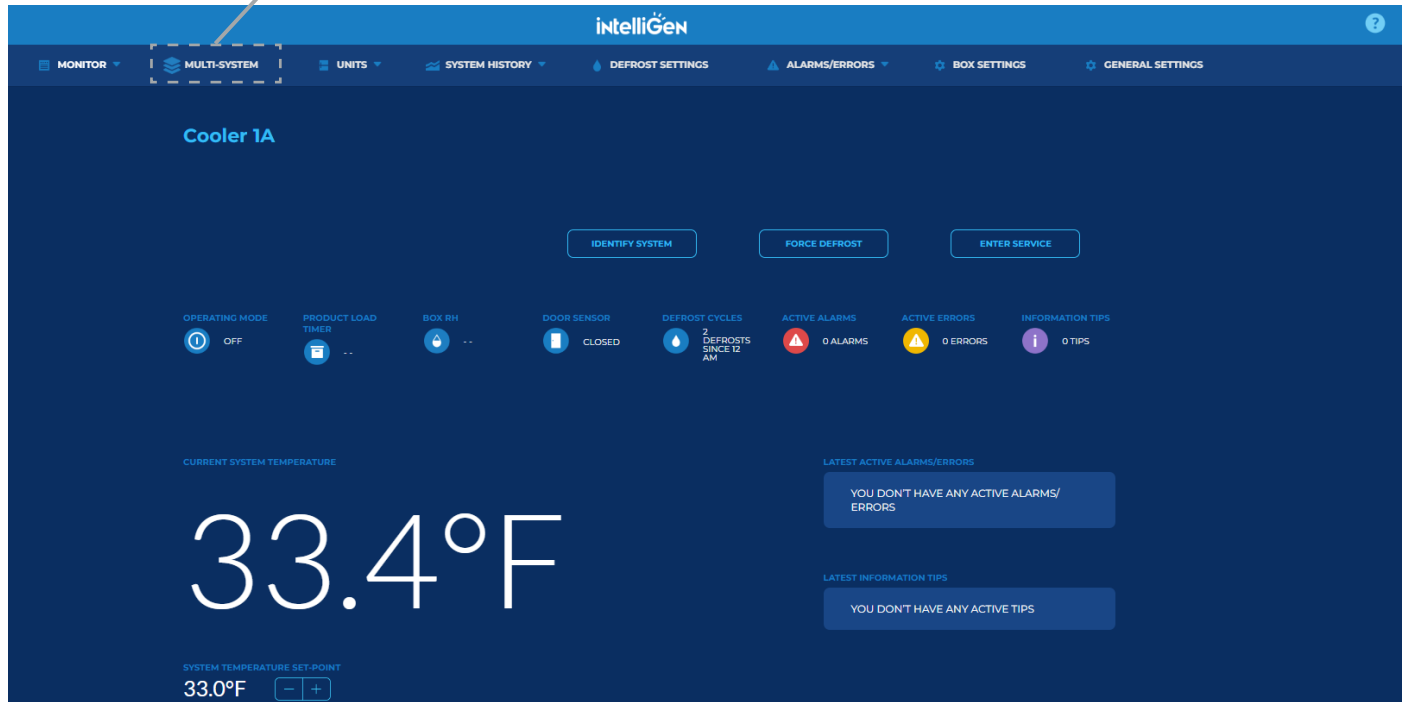 iNtelliGeN
?
MONITOR
MULTI-SYSTEM
UNITS
SYSTEM HISTORY
DEFROST SETTINGS
ALARMS/ERRORS
BOX SETTINGS
GENERAL SETTINGS
Cooler 1A
IDENTIFY SYSTEM
FORCE DEFROST
ENTER SERVICE
OPERATING MODE
OFF
PRODUCT LOAD
TIMER
--
BOX RH
--
DOOR SENSOR
CLOSED
DEFROST CYCLES
2
DEFROSTS
SINCE 12
AM
ACTIVE ALARMS
0 ALARMS
ACTIVE ERRORS
0 ERRORS
INFORMATION TIPS
i
0 TIPS
CURRENT SYSTEM TEMPERATURE
33.4°F
SYSTEM TEMPERATURE SET-POINT
33.0°F
− +
LATEST ACTIVE ALARMS/ERRORS
YOU DON'T HAVE ANY ACTIVE ALARMS/
ERRORS
LATEST INFORMATION TIPS
YOU DON'T HAVE ANY ACTIVE TIPS